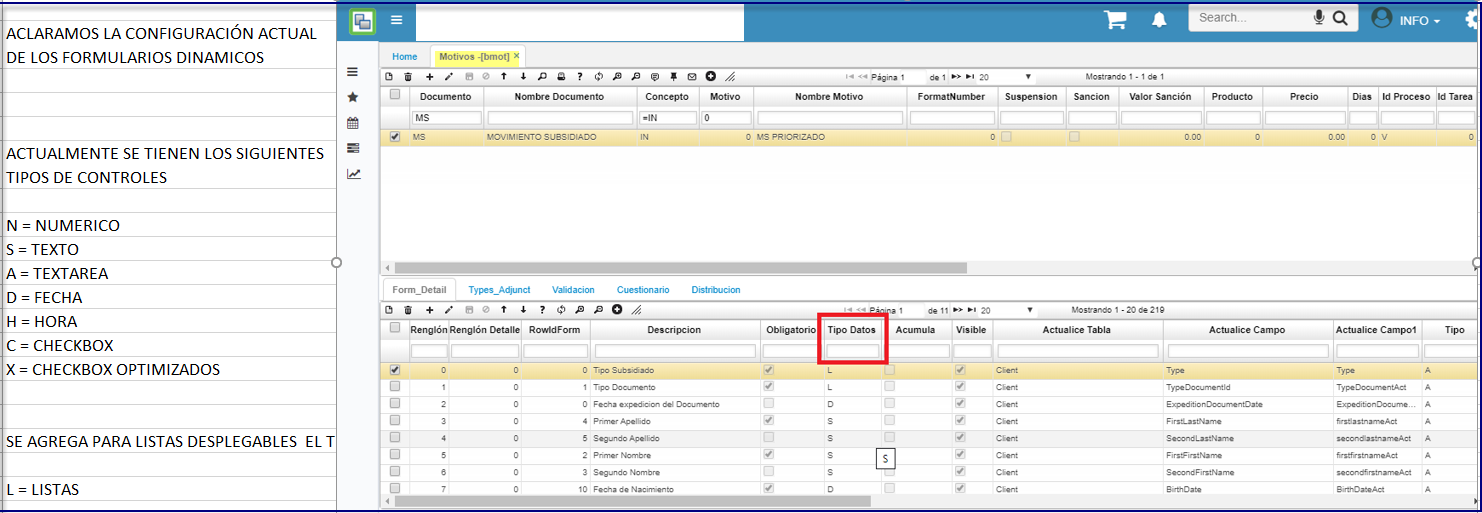 ACLARAMOS LA CONFIGURACIÓN ACTUAL
DE LOS FORMULARIOS DINAMICOS
ACTUALMENTE SE TIENEN LOS SIGUIENTES
TIPOS DE CONTROLES
N = NUMERICO
S = TEXTO
A = TEXTAREA
D = FECHA
H = HORA
C = CHECKBOX
X = CHECKBOX OPTIMIZADOS
SE AGREGA PARA LISTAS DESPLEGABLES EL T
L = LISTAS
Search... INFO
Home Motivos -[bmot] ×
Página 1 de 1 20 Mostrando 1 - 1 de 1
Documento Nombre Documento Concepto Motivo Nombre Motivo FormatNumber Suspension Sancion Valor Sanción Producto Precio Dias Id Proceso Id Tarea
MS =IN 0
MS MOVIMIENTO SUBSIDIADO IN 0 MS PRIORIZADO 0 0.00 0 0.00 0 V 0
Form_Detail Types_Adjunct Validacion Cuestionario Distribucion
Página 1 de 11 20 Mostrando 1 - 20 de 219
Renglón Renglón Detalle RowIdForm Descripcion Obligatorio Tipo Datos Acumula Visible Actualice Tabla Actualice Campo Actualice Campo1 Tipo
0 0 0 Tipo Subsidiado L Client Type Type A
1 0 1 Tipo Documento L Client TypeDocumentId TypeDocumentAct A
2 0 0 Fecha expedicion del Documento D Client ExpeditionDocumentDate ExpeditionDocume... A
3 0 4 Primer Apellido S Client FirstLastName firstlastnameAct A
4 0 5 Segundo Apellido S Client SecondLastName secondlastnameAct A
5 0 2 Primer Nombre S Client FirstFirstName firstfirstnameAct A
6 0 3 Segundo Nombre S Client SecondFirstName secondfirstnameAct A
S
7 0 10 Fecha de Nacimiento D Client BirthDate BirthDateAct A